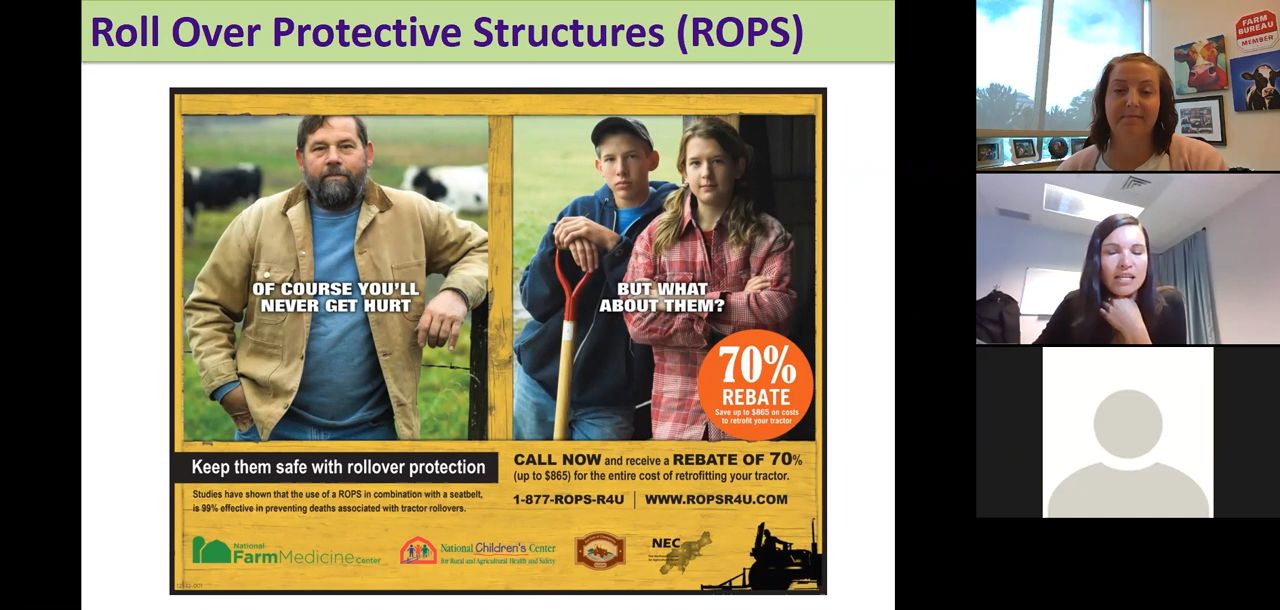 Roll Over Protective Structures (ROPS)
FARM
BUREAU
MEMBER
OF COURSE YOU'LL
NEVER GET HURT
BUT WHAT
ABOUT THEM?
70%
REBATE
Save up to $865 on costs
to retrofit your tractor
Keep them safe with rollover protection
Studies have shown that the use of a ROPS in combination with a seatbelt,
is 99% effective in preventing deaths associated with tractor rollovers.
CALL NOW and receive a REBATE OF 70%
(up to $865) for the entire cost of retrofitting your tractor.
1-877-ROPS-R4U | WWW.ROPSR4U.COM
National
FarmMedicine Center
National Children's Center
for Rural and Agricultural Health and Safety
NEC